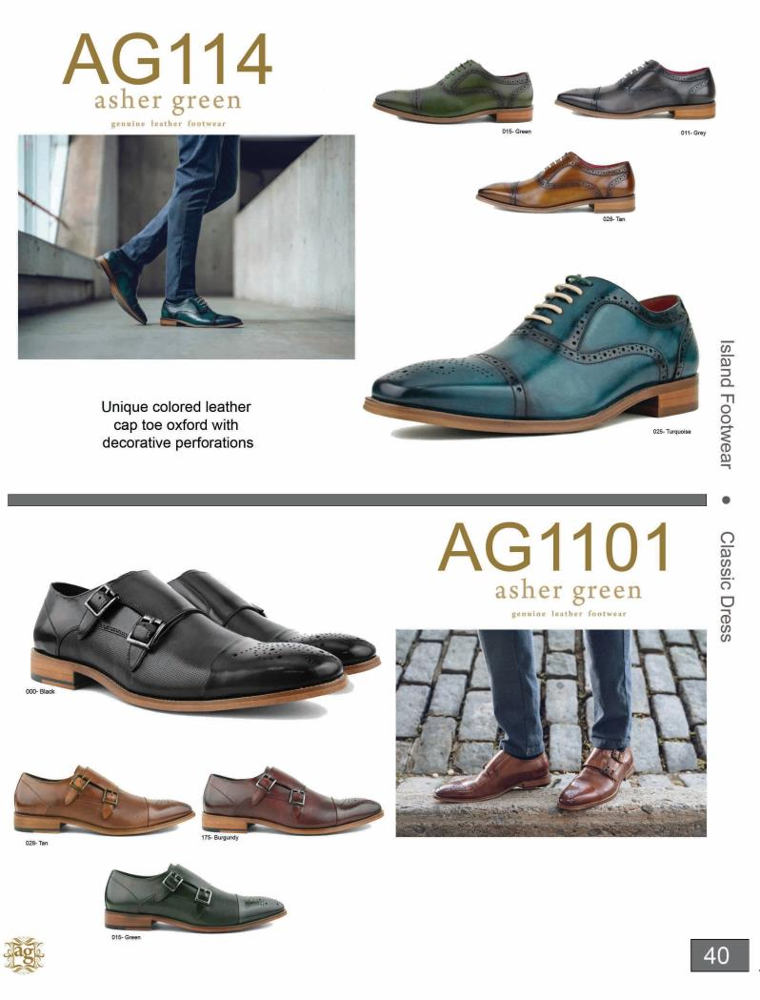 AG114
asher green
genuine leather footwear
015- Green
011- Grey
028- Tan
Unique colored leather
cap toe oxford with
decorative perforations
025- Turquoise
Island Footwear • Classic Dress
AG1101
asher green
genuine leather footwear
000- Black
028- Tan
175- Burgundy
015- Green
ag
40